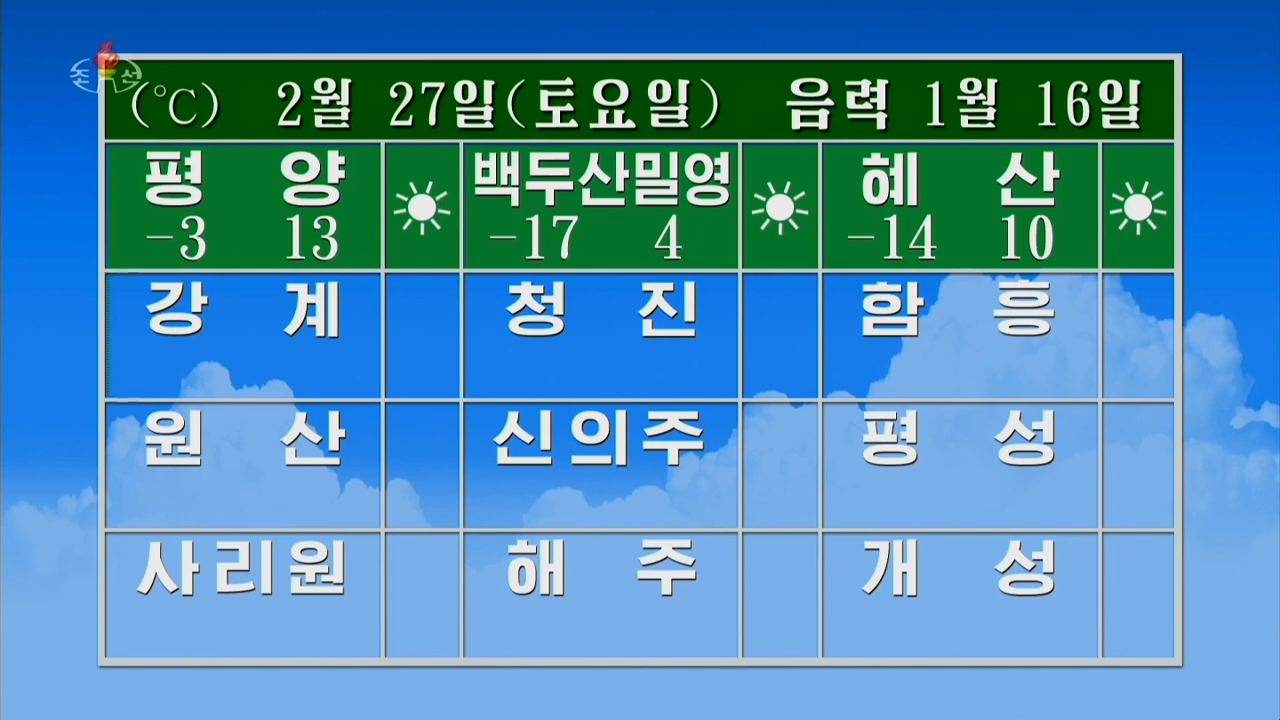 조선
(℃) 2월 27일(토요일) 음력 1월 16일
평양 백두산밀영 혜산
-3 13 -17 4 -14 10
강계 청진 함흥
원산 신의주 평성
사리원 해주 개성